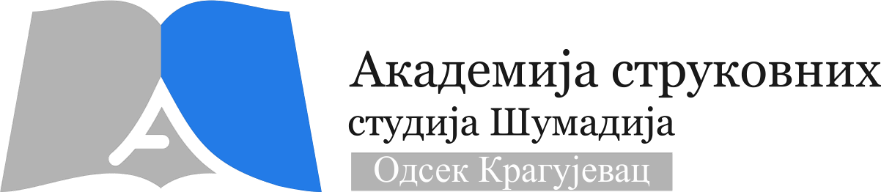 Академија струковних
студија Шумадија
Одсек Крагујевац